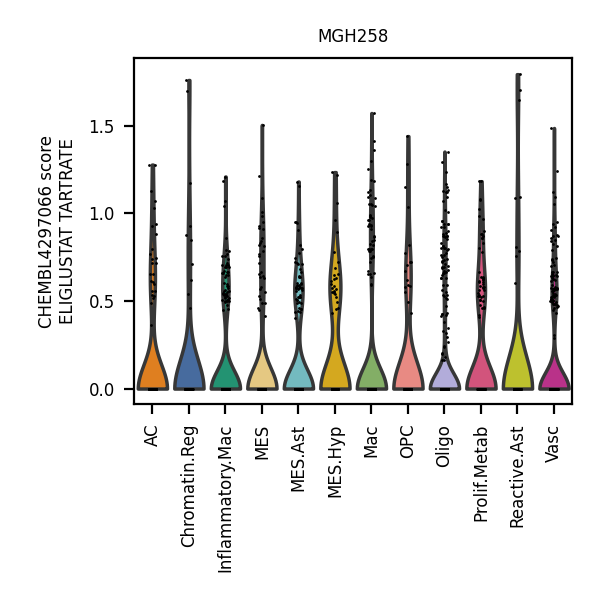 MGH258
CHEMBL4297066 score
ELIGLUSTAT TARTRATE
1.5
1.0
0.5
0.0
AC
Chromatin.Reg
Inflammatory.Mac
MES
MES.Ast
MES.Hyp
Mac
OPC
Oligo
Prolif.Metab
Reactive.Ast
Vasc